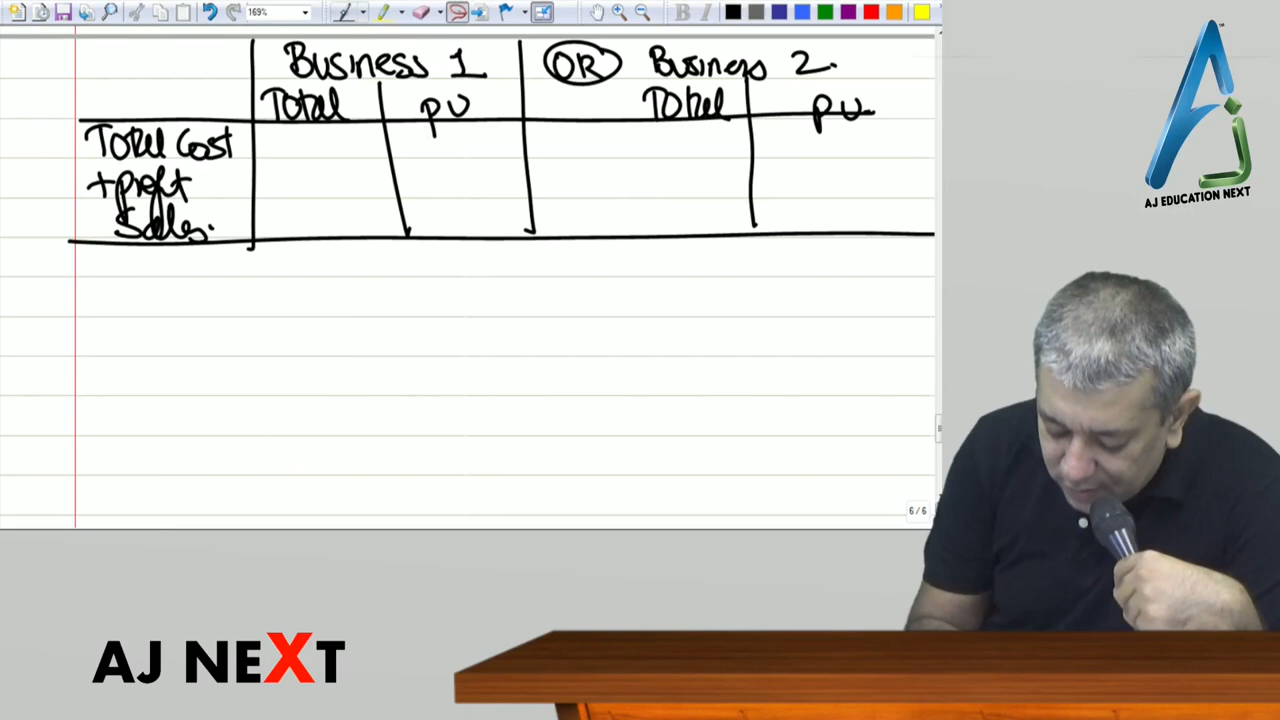 169%
Business 1 OR Business 2.
Total pu Total pu
Total Cost
+ profit
Sales.
6 / 6
AJ EDUCATION NEXT
AJ NEXT